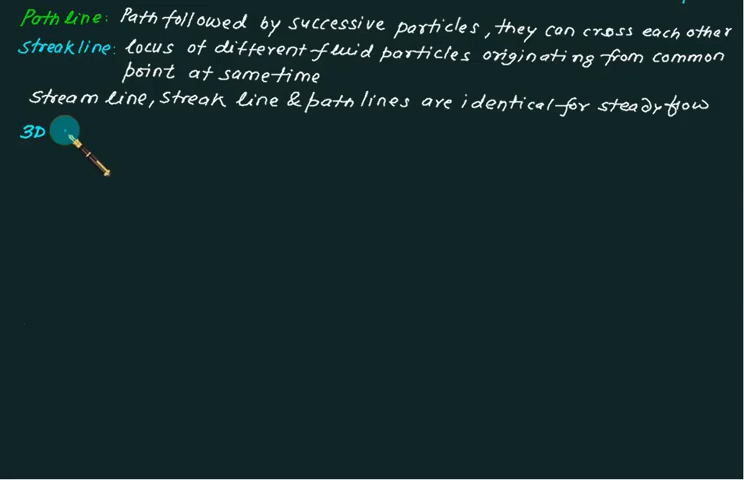 Path line: Path followed by successive particles, they can cross each other
Streak line: locus of different fluid particles originating from common
point at same time
Stream line, Streak line & path lines are identical for steady flow
3D